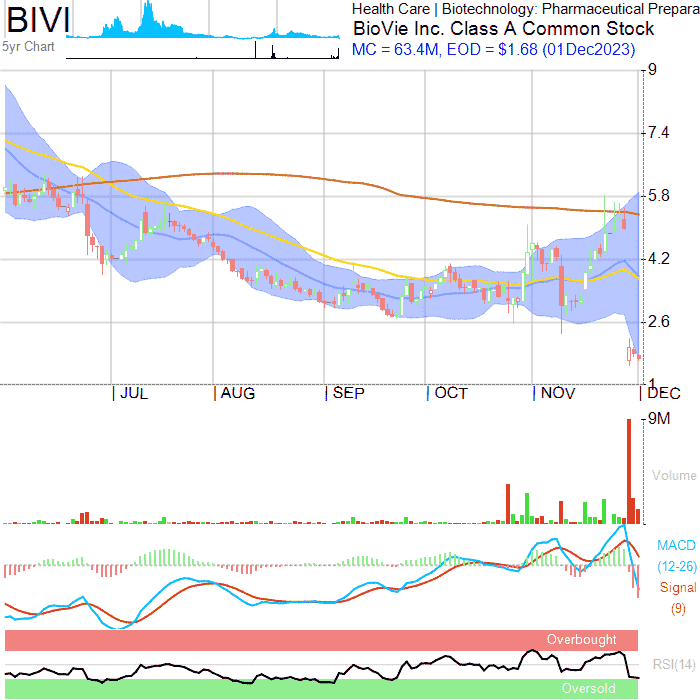 BIVI
5yr Chart
Health Care | Biotechnology: Pharmaceutical Prepara
BioVie Inc. Class A Common Stock
MC = 63.4M, EOD = $1.68 (01Dec2023)
9
7.4
5.8
4.2
2.6
1
JUL AUG SEP OCT NOV DEC
9M
Volume
MACD
(12-26)
Signal
(9)
Overbought
RSI(14)
Oversold